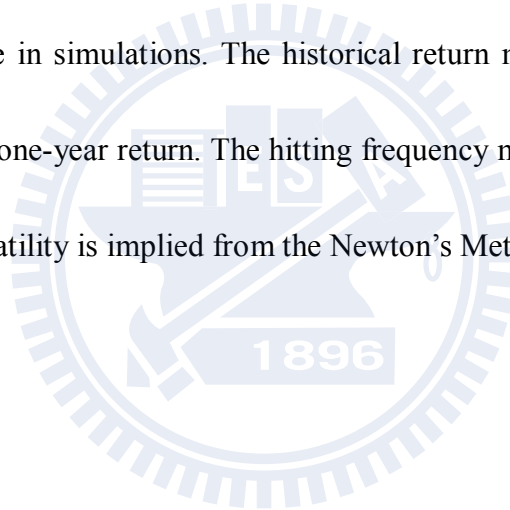 e in simulations. The historical return
one-year return. The hitting frequency
atility is implied from the Newton's Met
ESA
1896